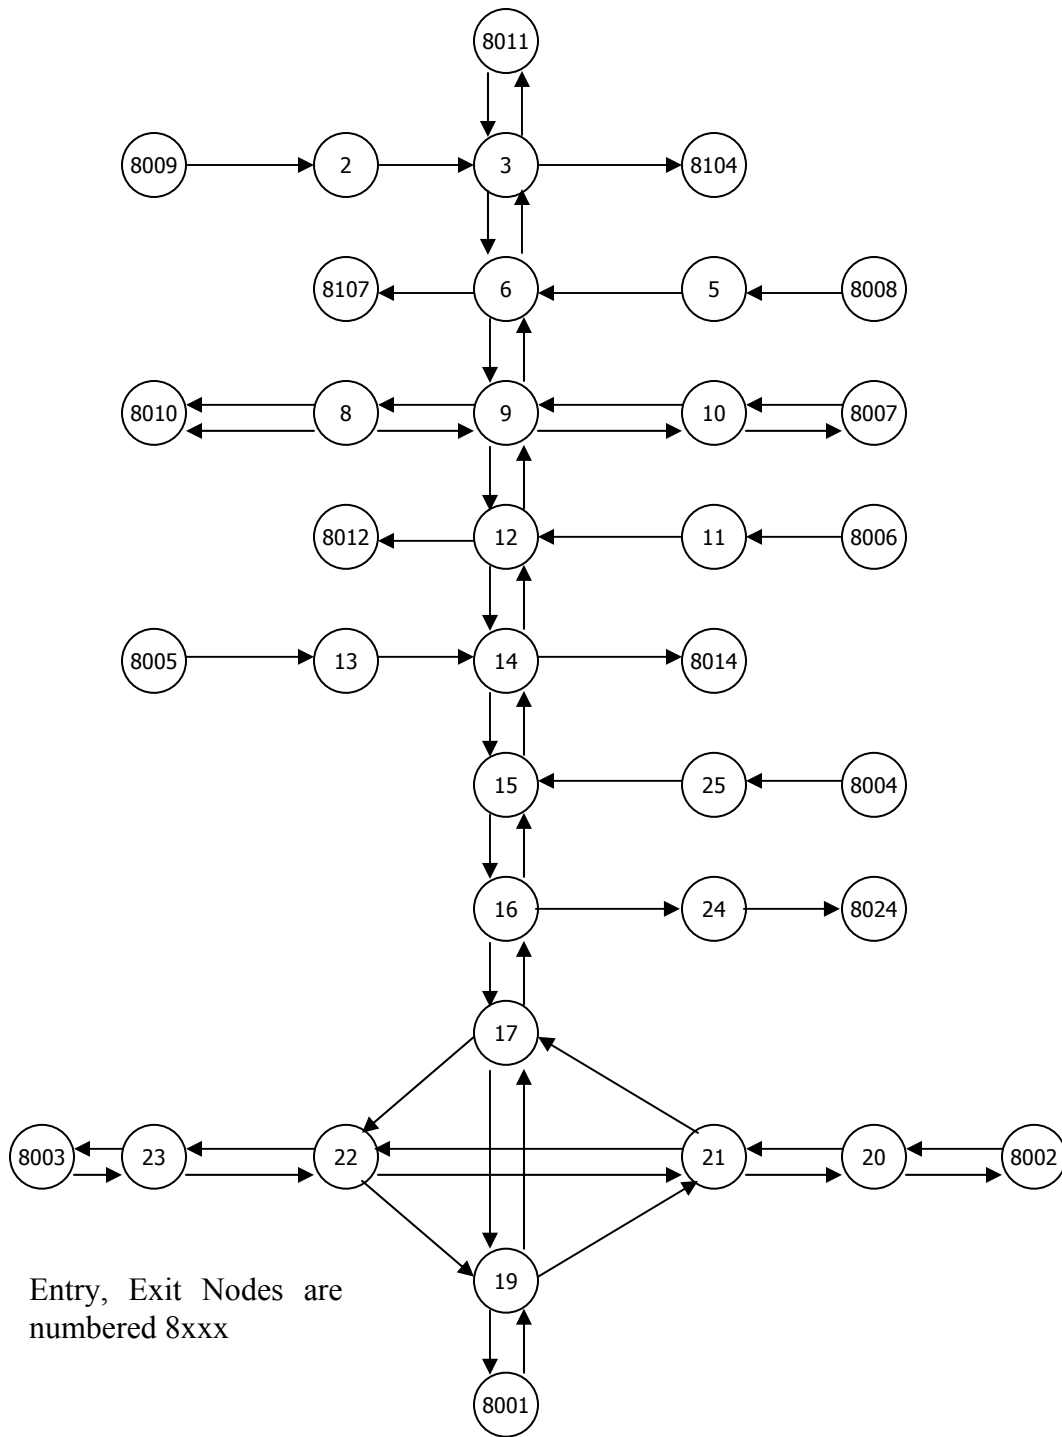 8011
8009 2 3 8104
8107 6 5 8008
8010 8 9 10 8007
8012 12 11 8006
8005 13 14 8014
15 25 8004
16 24 8024
17
8003 23 22 21 20 8002
19
Entry, Exit Nodes are
numbered 8xxx
8001